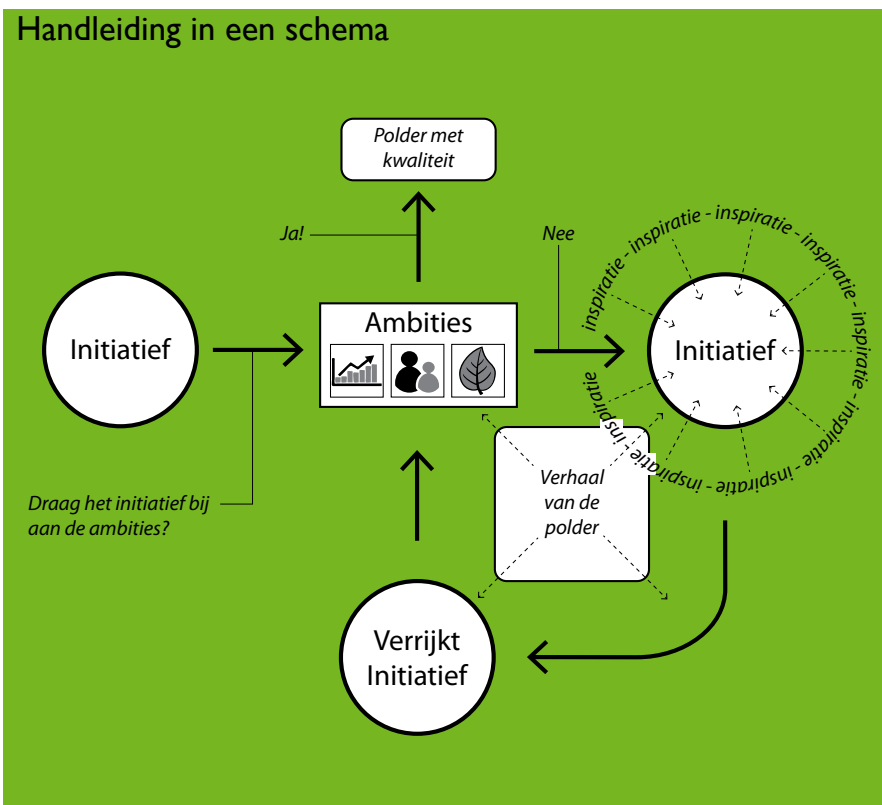 Handleiding in een schema
Polder met
kwaliteit
Ja!
Nee
inspiratie - inspiratie - inspiratie - inspiratie - inspiratie - inspiratie - inspiratie - inspiratie - inspiratie - inspiratie
Initiatief
Ambities
Initiatief
Draag het initiatief bij
aan de ambities?
Verhaal
van de
polder
Verrijkt
Initiatief